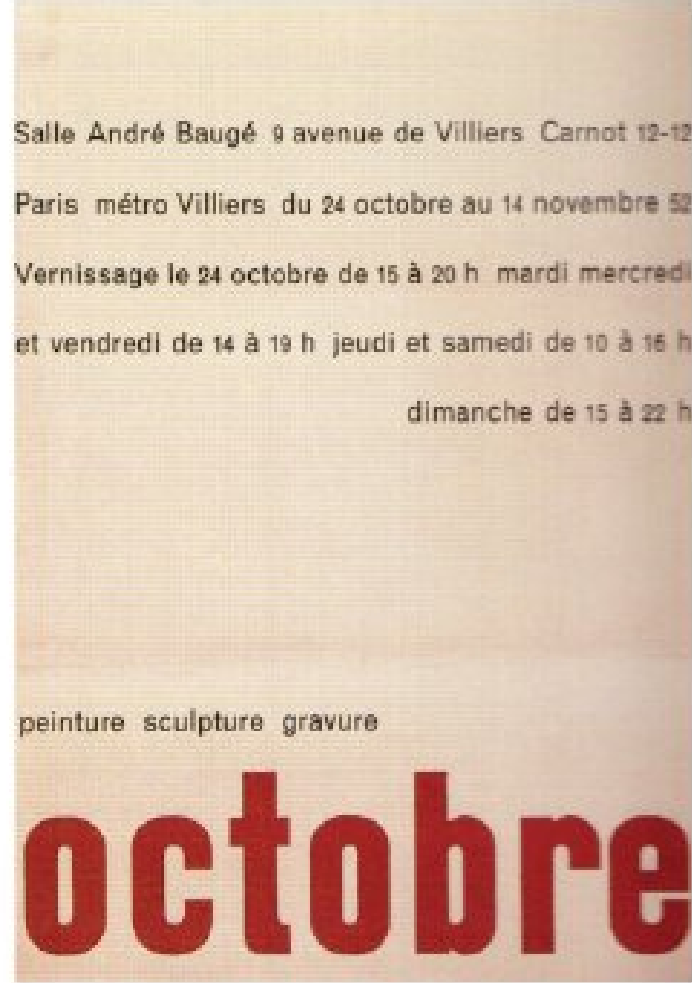 Salle André Baugé 9 avenue de Villiers Carnot 12-12
Paris métro Villiers du 24 octobre au 14 novembre 52
Vernissage le 24 octobre de 15 à 20 h mardi mercredi
et vendredi de 14 à 19 h jeudi et samedi de 10 à 16 h
dimanche de 15 à 22 h
peinture sculpture gravure
octobre